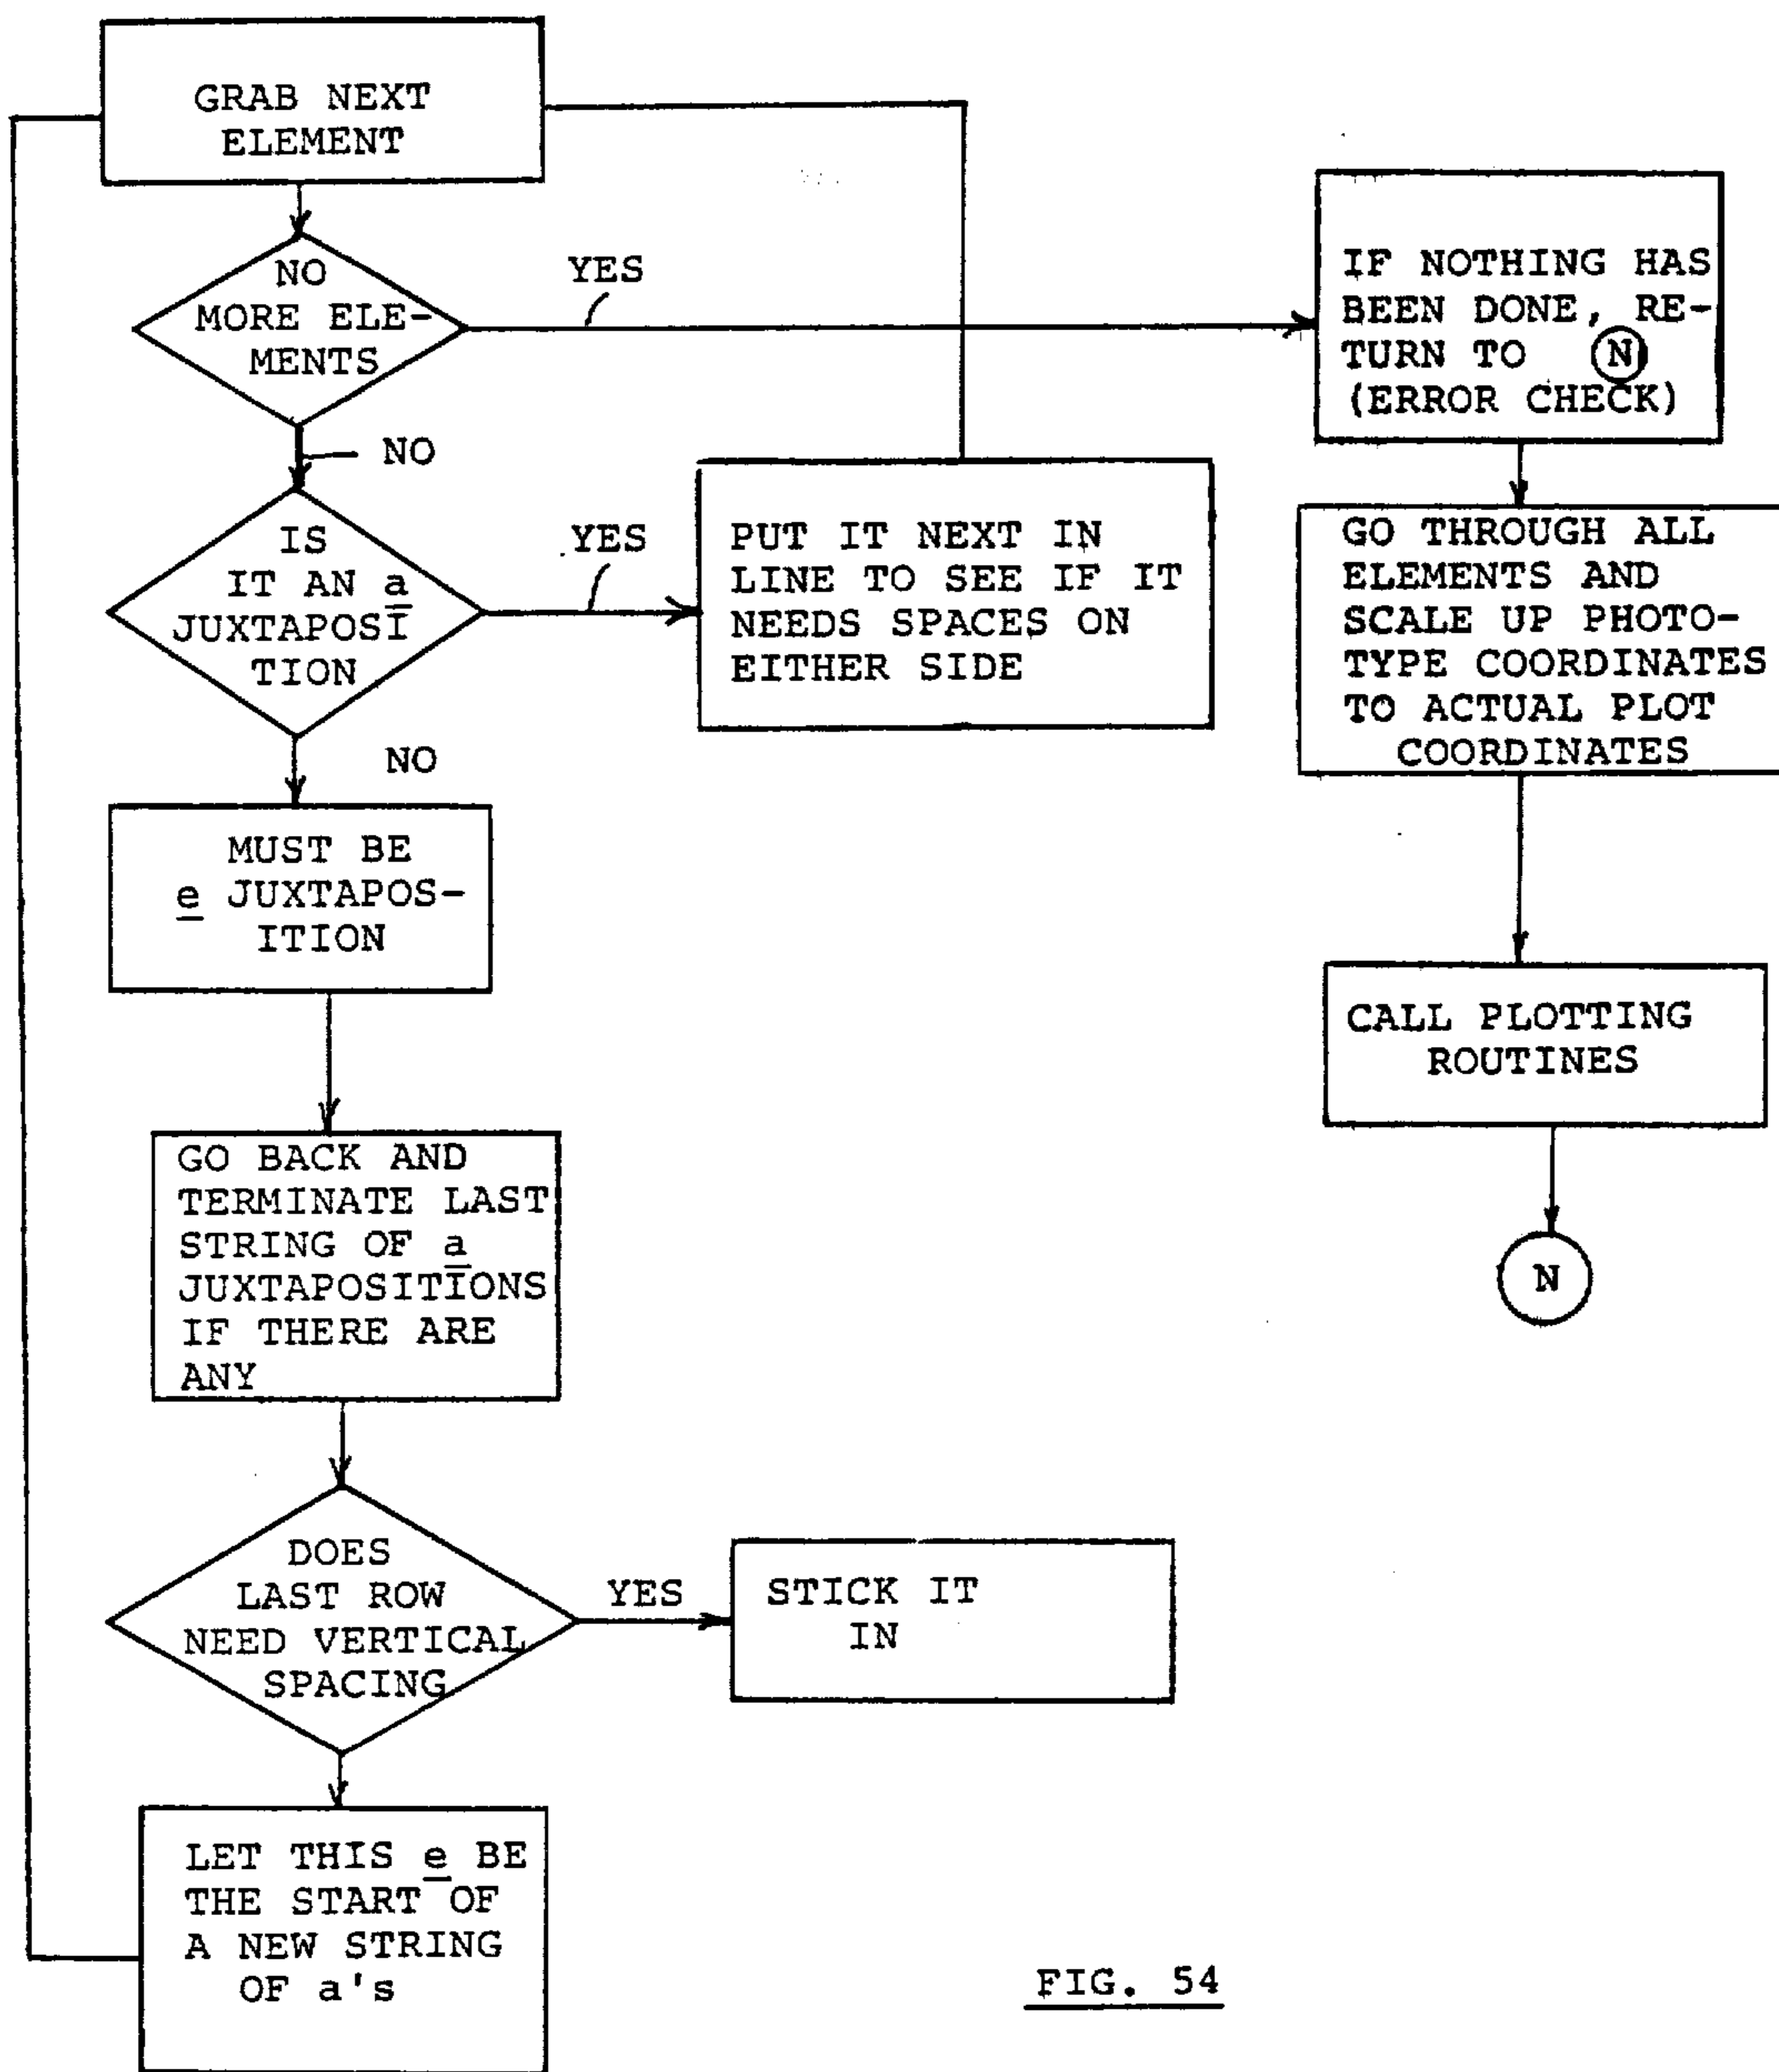 GRAB NEXT
ELEMENT
NO
MORE ELE-
MENTS
YES
NO
IS
IT AN a
JUXTAPOSI
TION
YES
NO
PUT IT NEXT IN
LINE TO SEE IF IT
NEEDS SPACES ON
EITHER SIDE
MUST BE
e JUXTAPOS-
ITION
GO BACK AND
TERMINATE LAST
STRING OF a
JUXTAPOSITIONS
IF THERE ARE
ANY
DOES
LAST ROW
NEED VERTICAL
SPACING
YES
STICK IT
IN
LET THIS e BE
THE START OF
A NEW STRING
OF a's
IF NOTHING HAS
BEEN DONE, RE-
TURN TO N
(ERROR CHECK)
GO THROUGH ALL
ELEMENTS AND
SCALE UP PHOTO-
TYPE COORDINATES
TO ACTUAL PLOT
COORDINATES
CALL PLOTTING
ROUTINES
N
FIG. 54